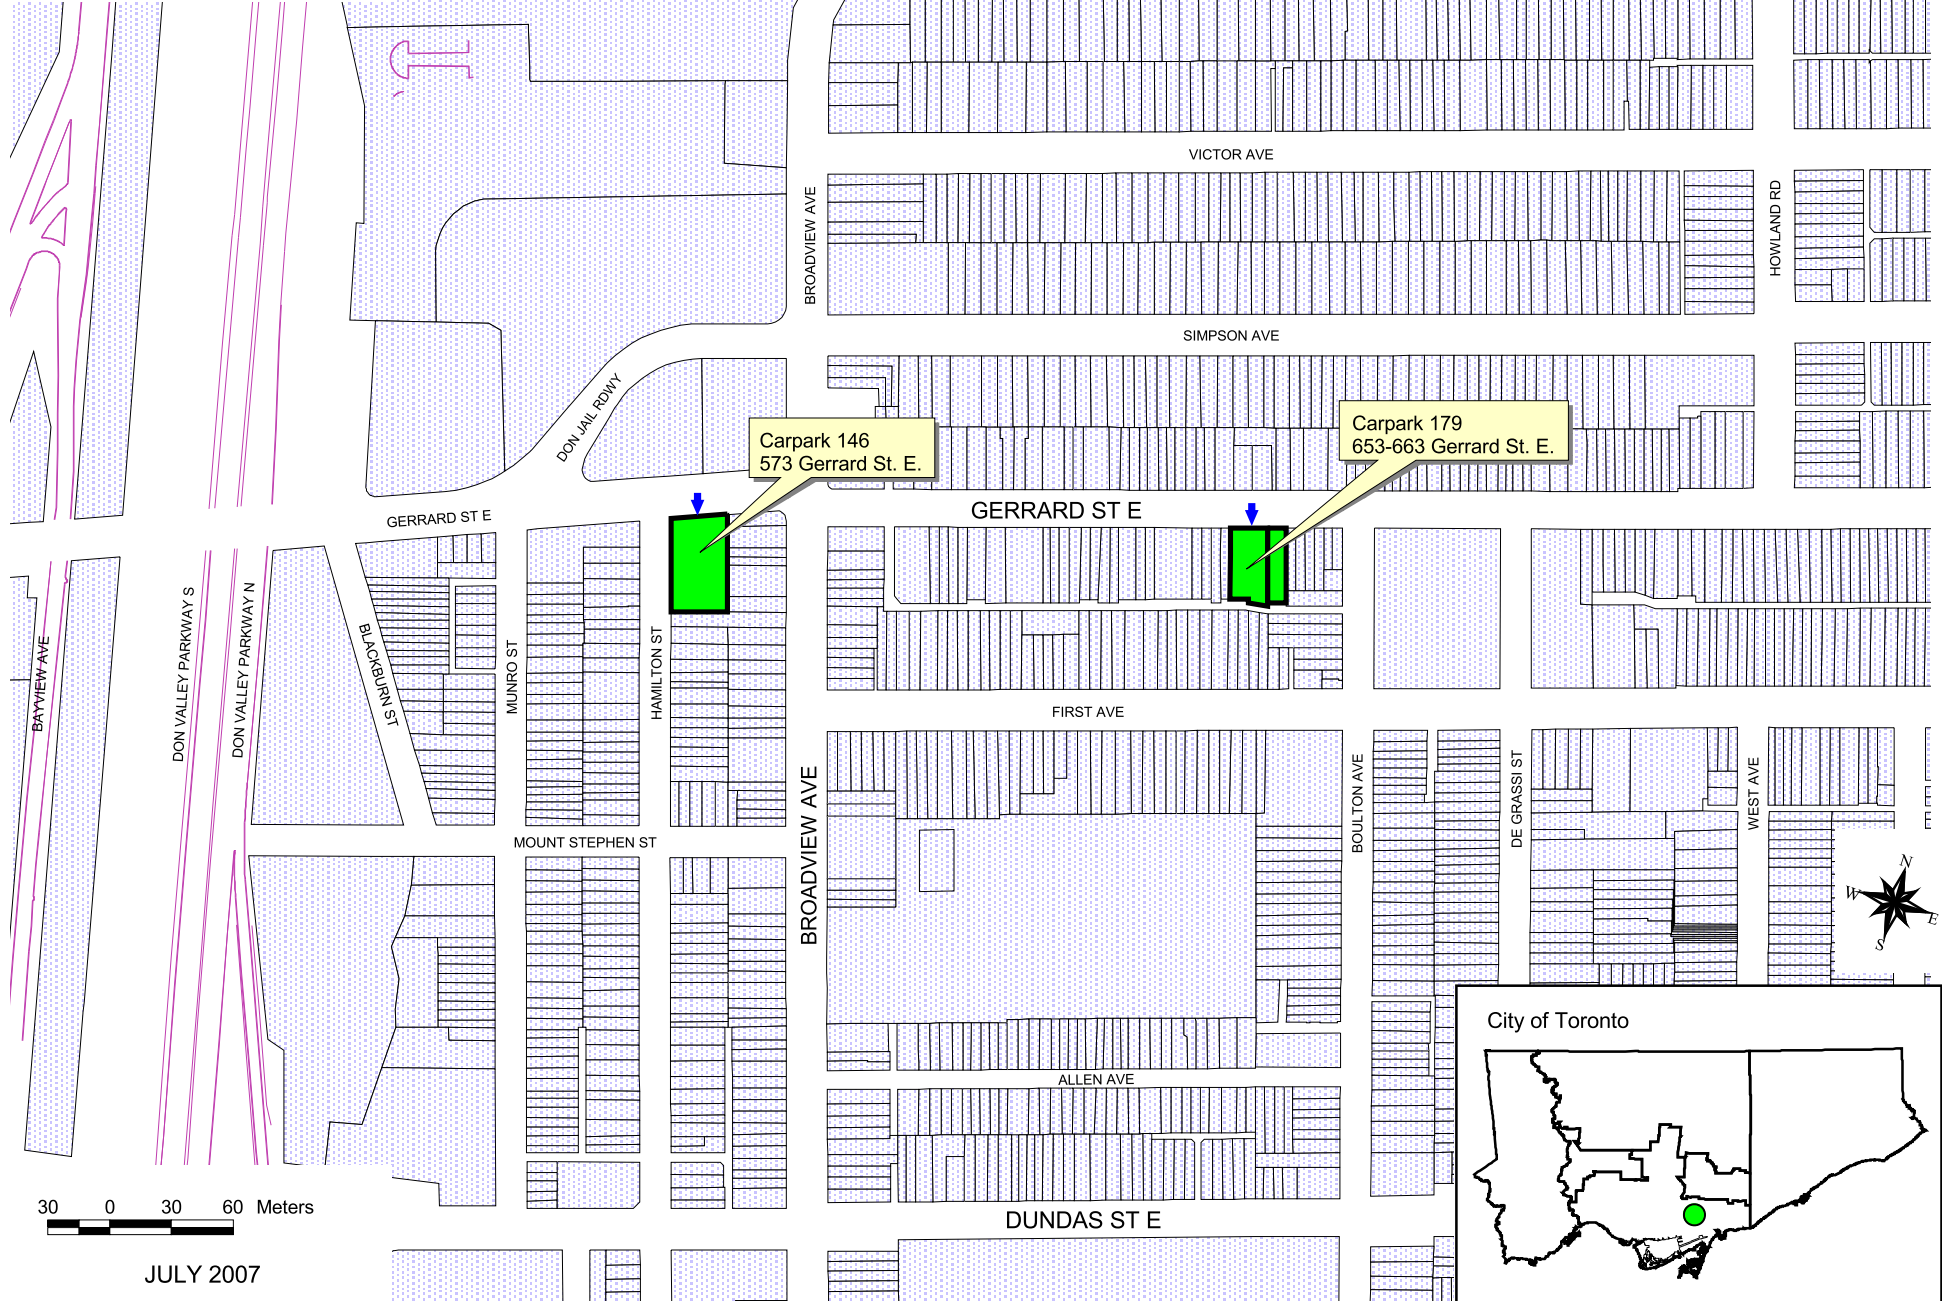 VICTOR AVE
BROADVIEW AVE
HOWLAND RD
SIMPSON AVE
DON JAIL RDWY
Carpark 146
573 Gerrard St. E.
Carpark 179
653-663 Gerrard St. E.
GERRARD ST E
GERRARD ST E
BAYVIEW AVE
DON VALLEY PARKWAY S
DON VALLEY PARKWAY N
BLACKBURN ST
MUNRO ST
HAMILTON ST
FIRST AVE
BROADVIEW AVE
BOULTON AVE
DE GRASSI ST
WEST AVE
MOUNT STEPHEN ST
N
W
E
S
City of Toronto
ALLEN AVE
30 0 30 60 Meters
DUNDAS ST E
JULY 2007